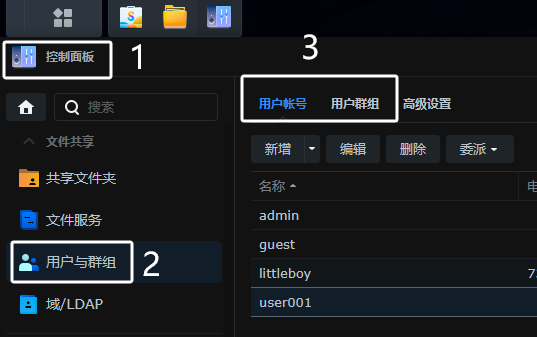 3
控制面板
1
用户帐号 用户群组 高级设置
搜索
新增 编辑 删除 委派
文件共享
名称
共享文件夹
admin
文件服务
guest
用户与群组
2
littleboy
域/LDAP
user001